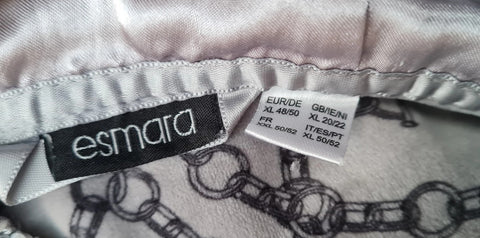 esmara
EUR/DE GB/IE/NI
XL 48/50 XL 20/22
FR IT/ES/PT
XXL 50/52 XL 50/52